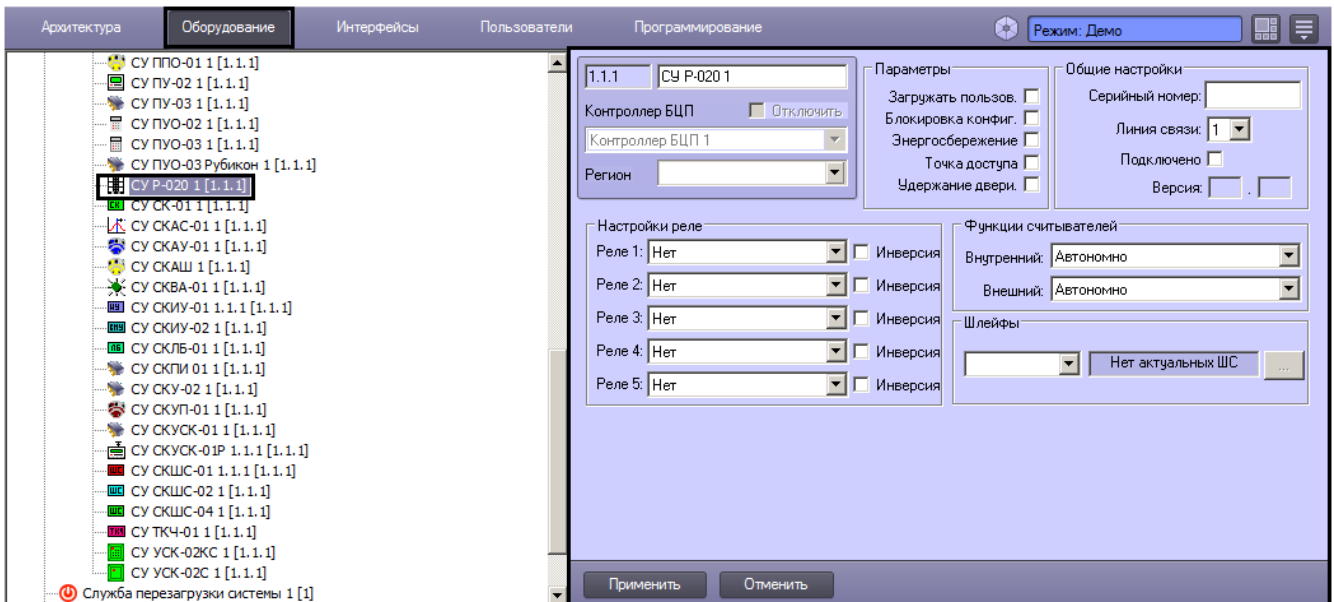 Архитектура Оборудование Интерфейсы Пользователи Программирование Режим: Демо
СУ ППО-01 1 [1.1.1]
СУ ПУ-02 1 [1.1.1]
СУ ПУ-03 1 [1.1.1]
СУ ПУО-02 1 [1.1.1]
СУ ПУО-03 1 [1.1.1]
СУ ПУО-03 Рубикон 1 [1.1.1]
СУ Р-020 1 [1.1.1]
СК СУ СК-01 1 [1.1.1]
СУ СКАС-01 1 [1.1.1]
СУ СКАУ-01 1 [1.1.1]
СУ СКАШ 1 [1.1.1]
СУ СКВА-01 1 [1.1.1]
ИУ СУ СКИУ-01 1.1.1 [1.1.1]
СУ СКИУ-02 1 [1.1.1]
ЛБ СУ СКЛБ-01 1 [1.1.1]
СУ СКПИ 01 1 [1.1.1]
СУ СКУ-02 1 [1.1.1]
СУ СКУП-01 1 [1.1.1]
СУ СКУСК-01 1 [1.1.1]
СУ СКУСК-01Р 1.1.1 [1.1.1]
ШС СУ СКШС-01 1.1.1 [1.1.1]
ШС СУ СКШС-02 1 [1.1.1]
ШС СУ СКШС-04 1 [1.1.1]
ТКЧ СУ ТКЧ-01 1 [1.1.1]
СУ УСК-02КС 1 [1.1.1]
СУ УСК-02С 1 [1.1.1]
Служба перезагрузки системы 1 [1]
1.1.1 СУ Р-020 1
Контроллер БЦП Отключить
Контроллер БЦП 1
Регион
Параметры
Загружать пользов.
Блокировка конфиг.
Энергосбережение
Точка доступа
Удержание двери.
Общие настройки
Серийный номер:
Линия связи: 1
Подключено
Версия: .
Настройки реле
Реле 1: Нет Инверсия
Реле 2: Нет Инверсия
Реле 3: Нет Инверсия
Реле 4: Нет Инверсия
Реле 5: Нет Инверсия
Функции считывателей
Внутренний: Автономно
Внешний: Автономно
Шлейфы
Нет актуальных ШС ...
Применить Отменить